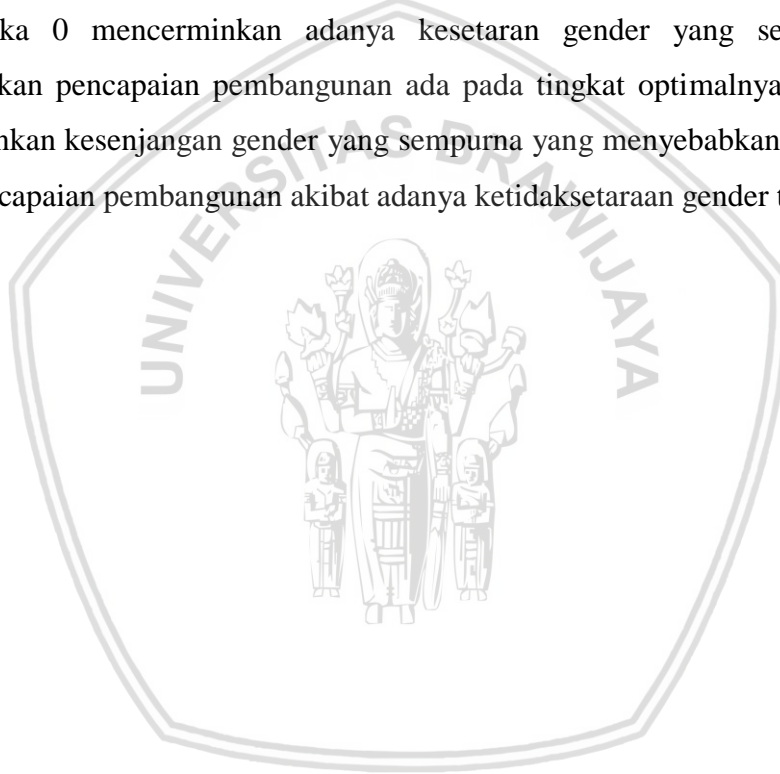 ka 0 mencerminkan adanya kesetaran gender yang se
kan pencapaian pembangunan ada pada tingkat optimalnya
nkan kesenjangan gender yang sempurna yang menyebabkan
capaian pembangunan akibat adanya ketidaksetaraan gender t
UNIVERSITAS BRAWIJAYA